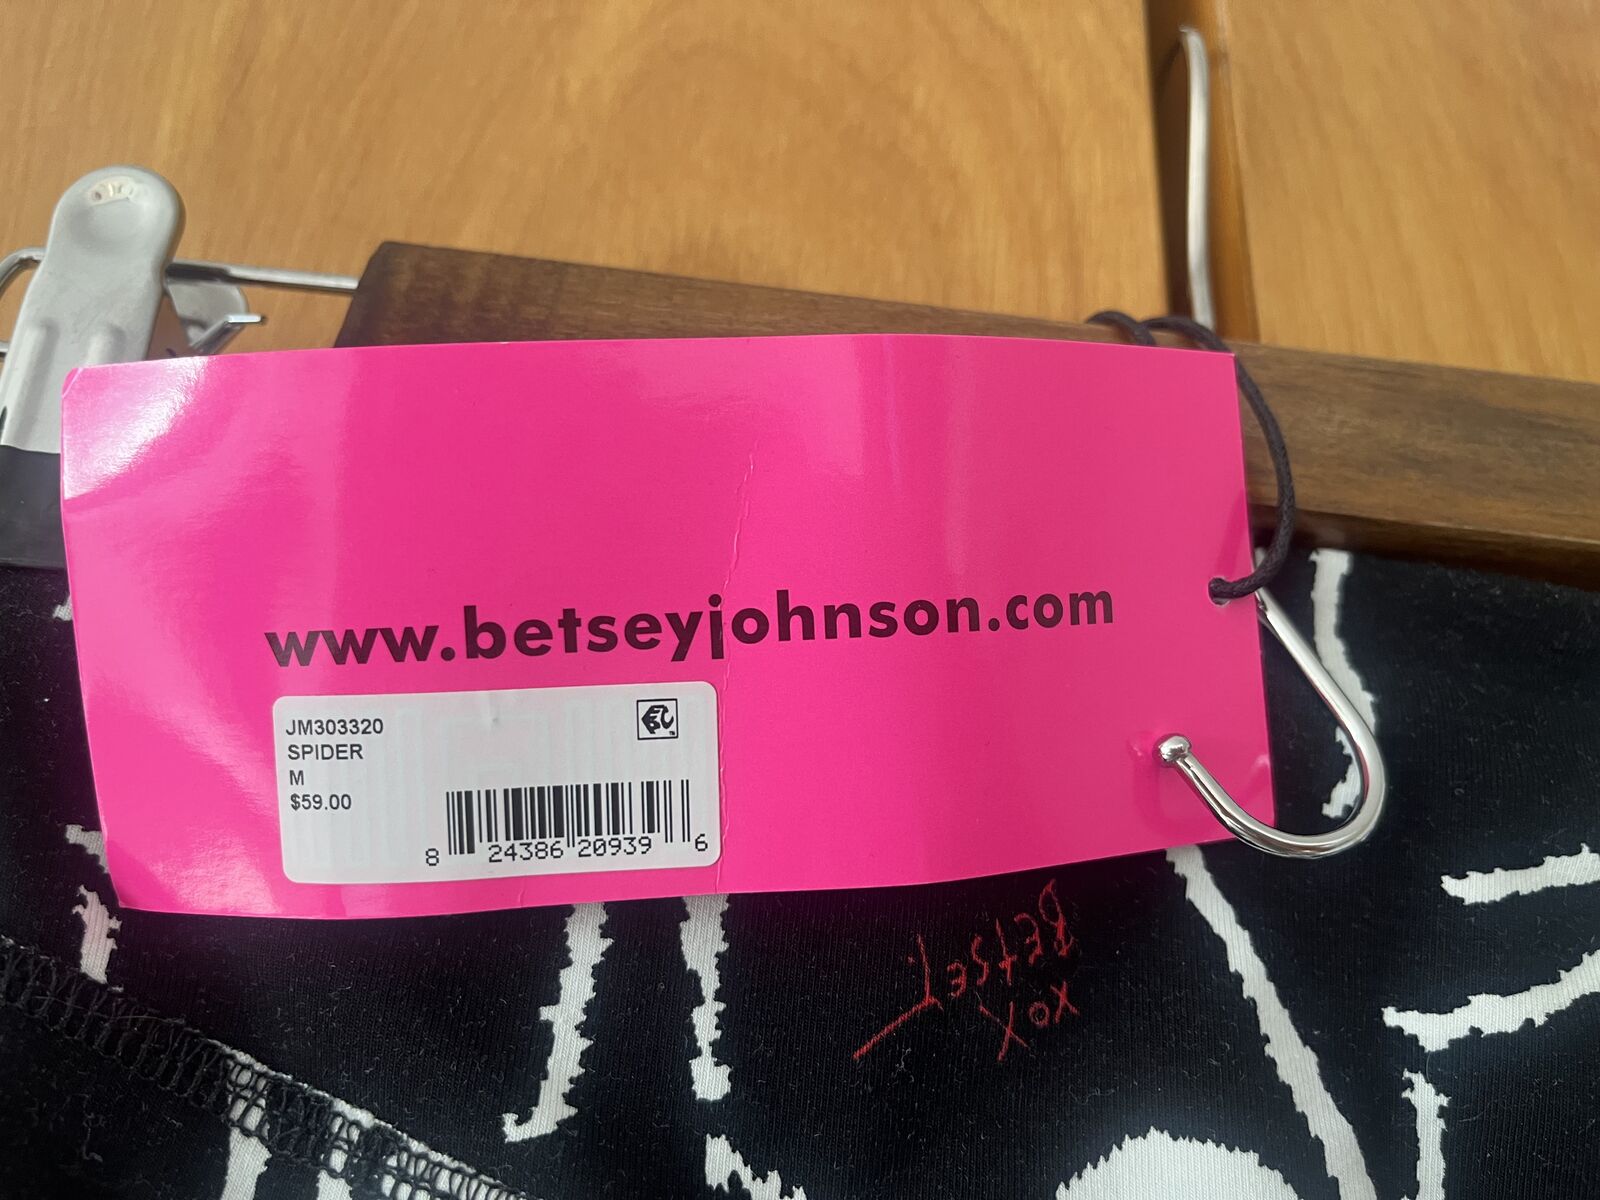 www.betseyjohnson.com
JM303320
SPIDER
M
$59.00
8 24386 20939 6
BETSEY
XOX